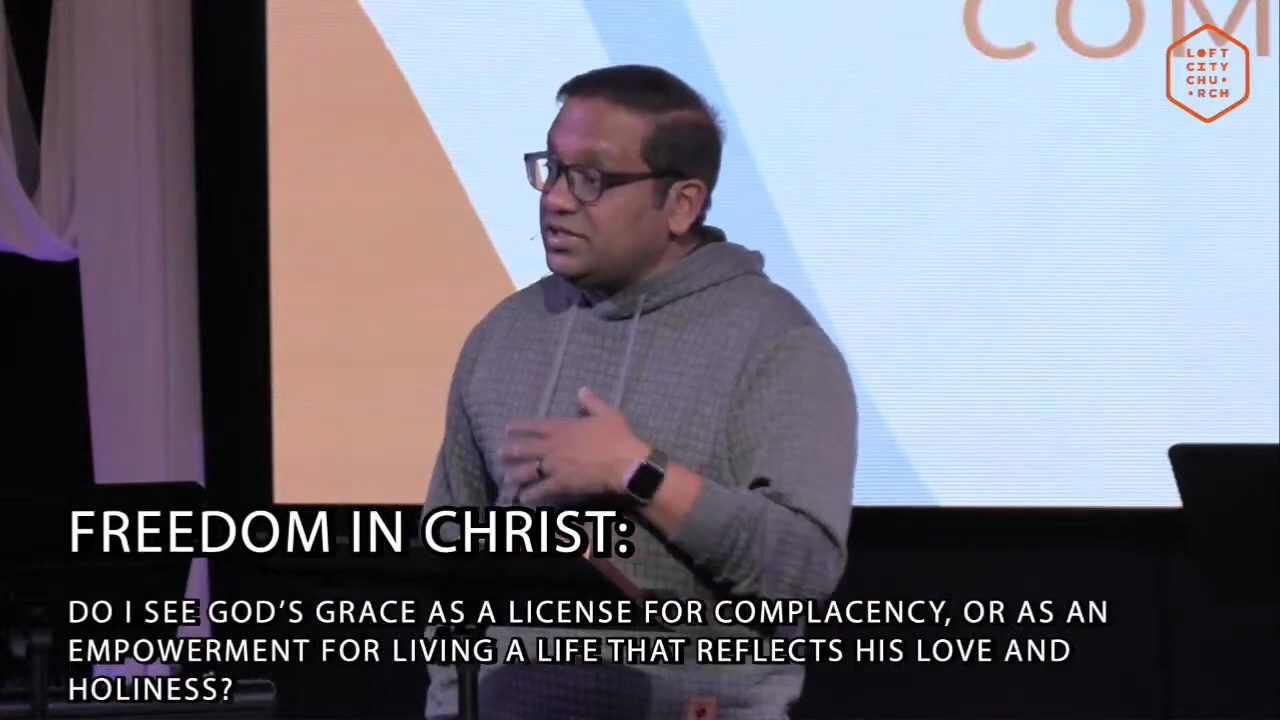 COM
LOFT
CITY
CHU•
•RCH
FREEDOM IN CHRIST:
DO I SEE GOD’S GRACE AS A LICENSE FOR COMPLACENCY, OR AS AN
EMPOWERMENT FOR LIVING A LIFE THAT REFLECTS HIS LOVE AND
HOLINESS?